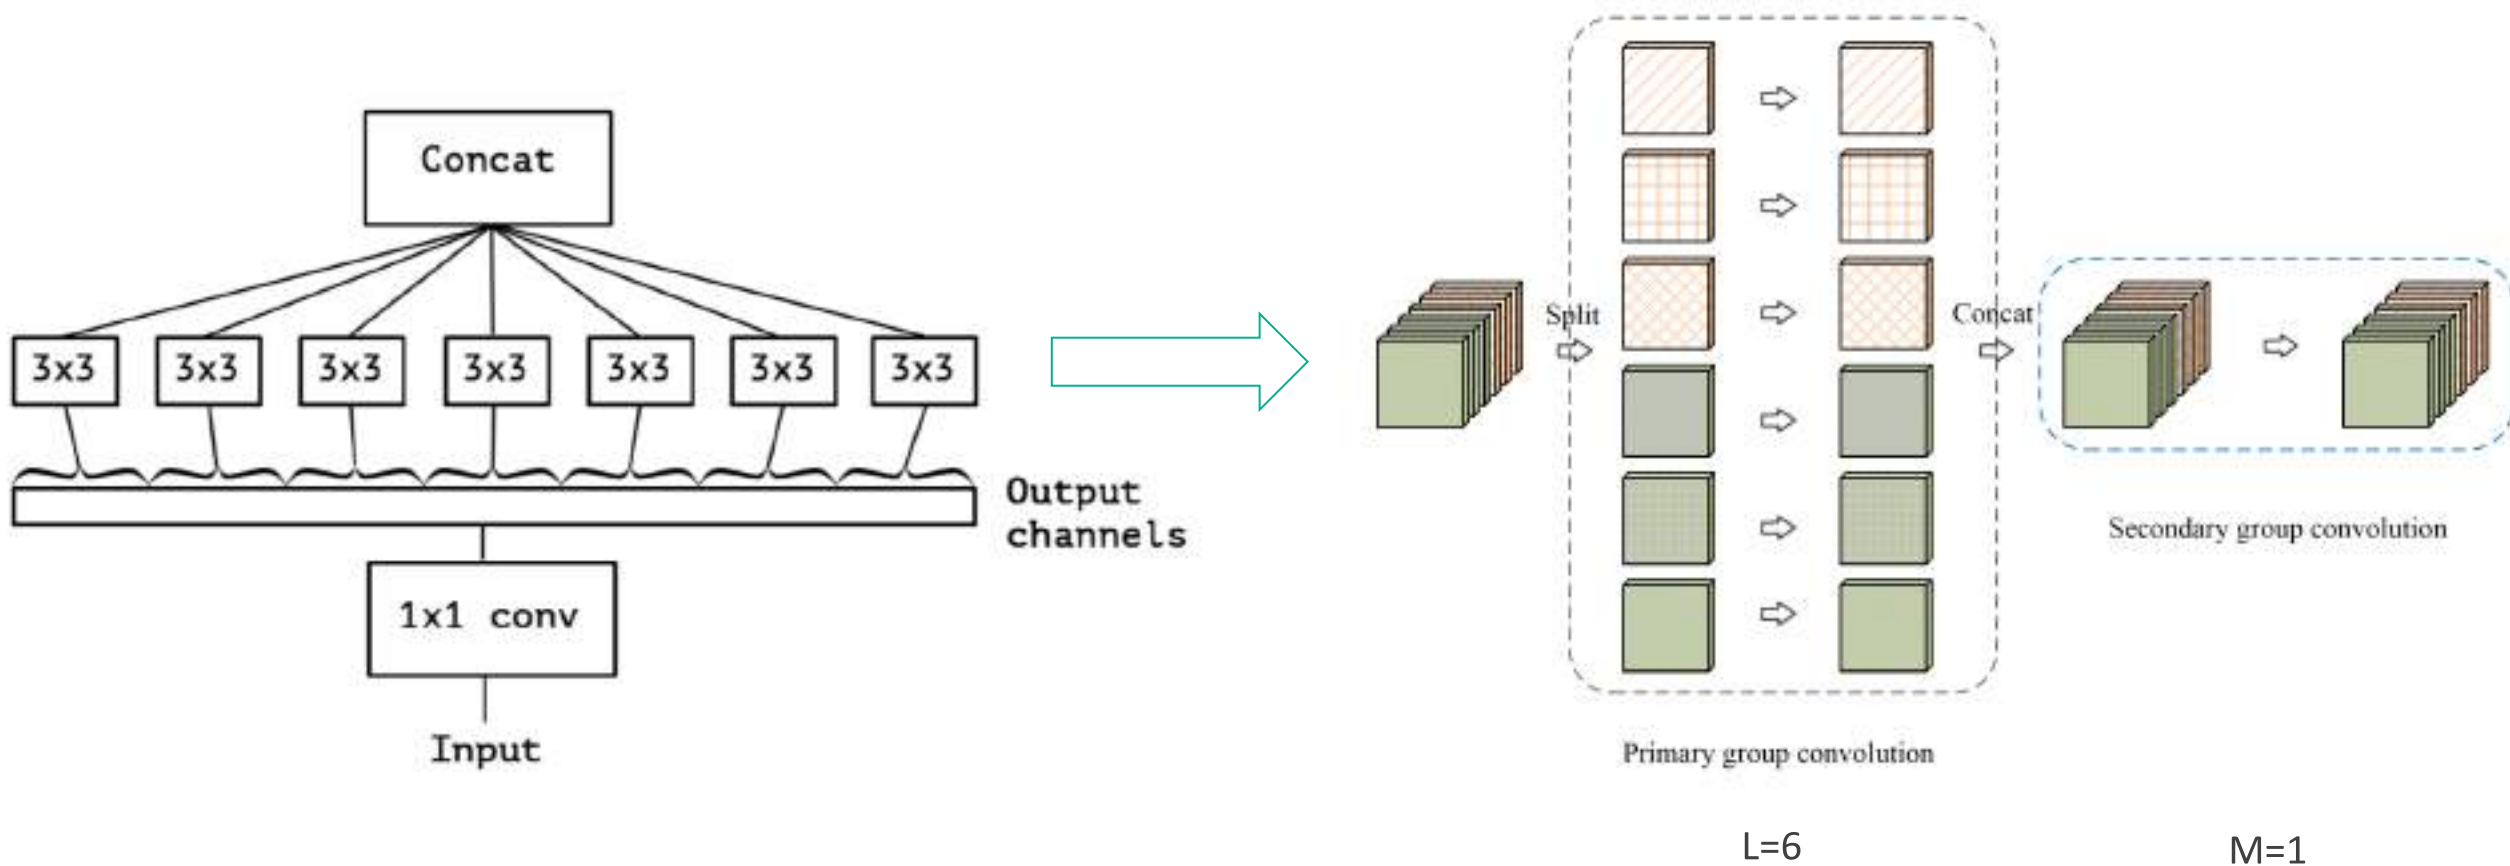 Concat
3x3 3x3 3x3 3x3 3x3 3x3 3x3
Output
channels
1x1 conv
Input
Split
Concat
Primary group convolution
Secondary group convolution
L=6
M=1